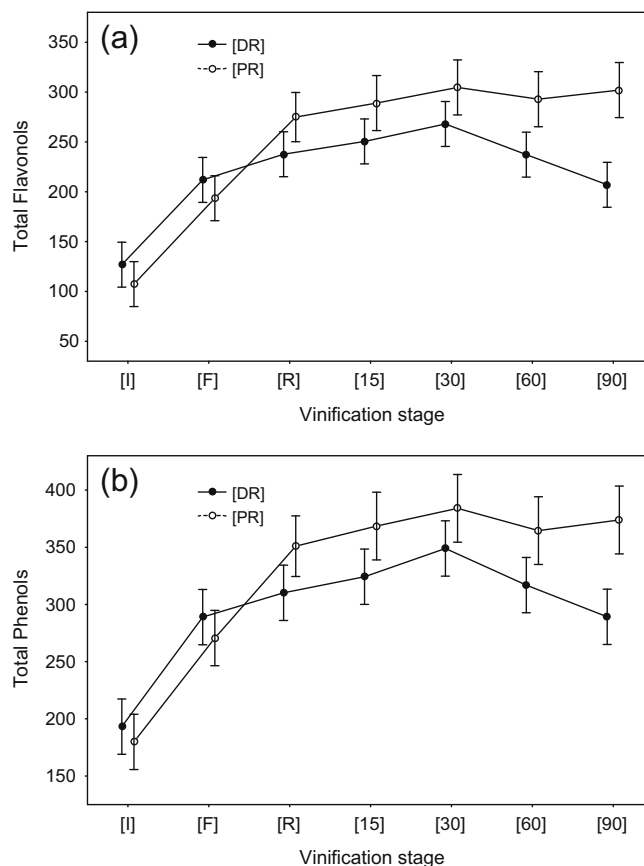 (a)
[DR]
[PR]
350
300
250
200
150
100
50
Total Flavonols
[I] [F] [R] [15] [30] [60] [90]
Vinification stage
(b)
[DR]
[PR]
400
350
300
250
200
150
Total Phenols
[I] [F] [R] [15] [30] [60] [90]
Vinification stage